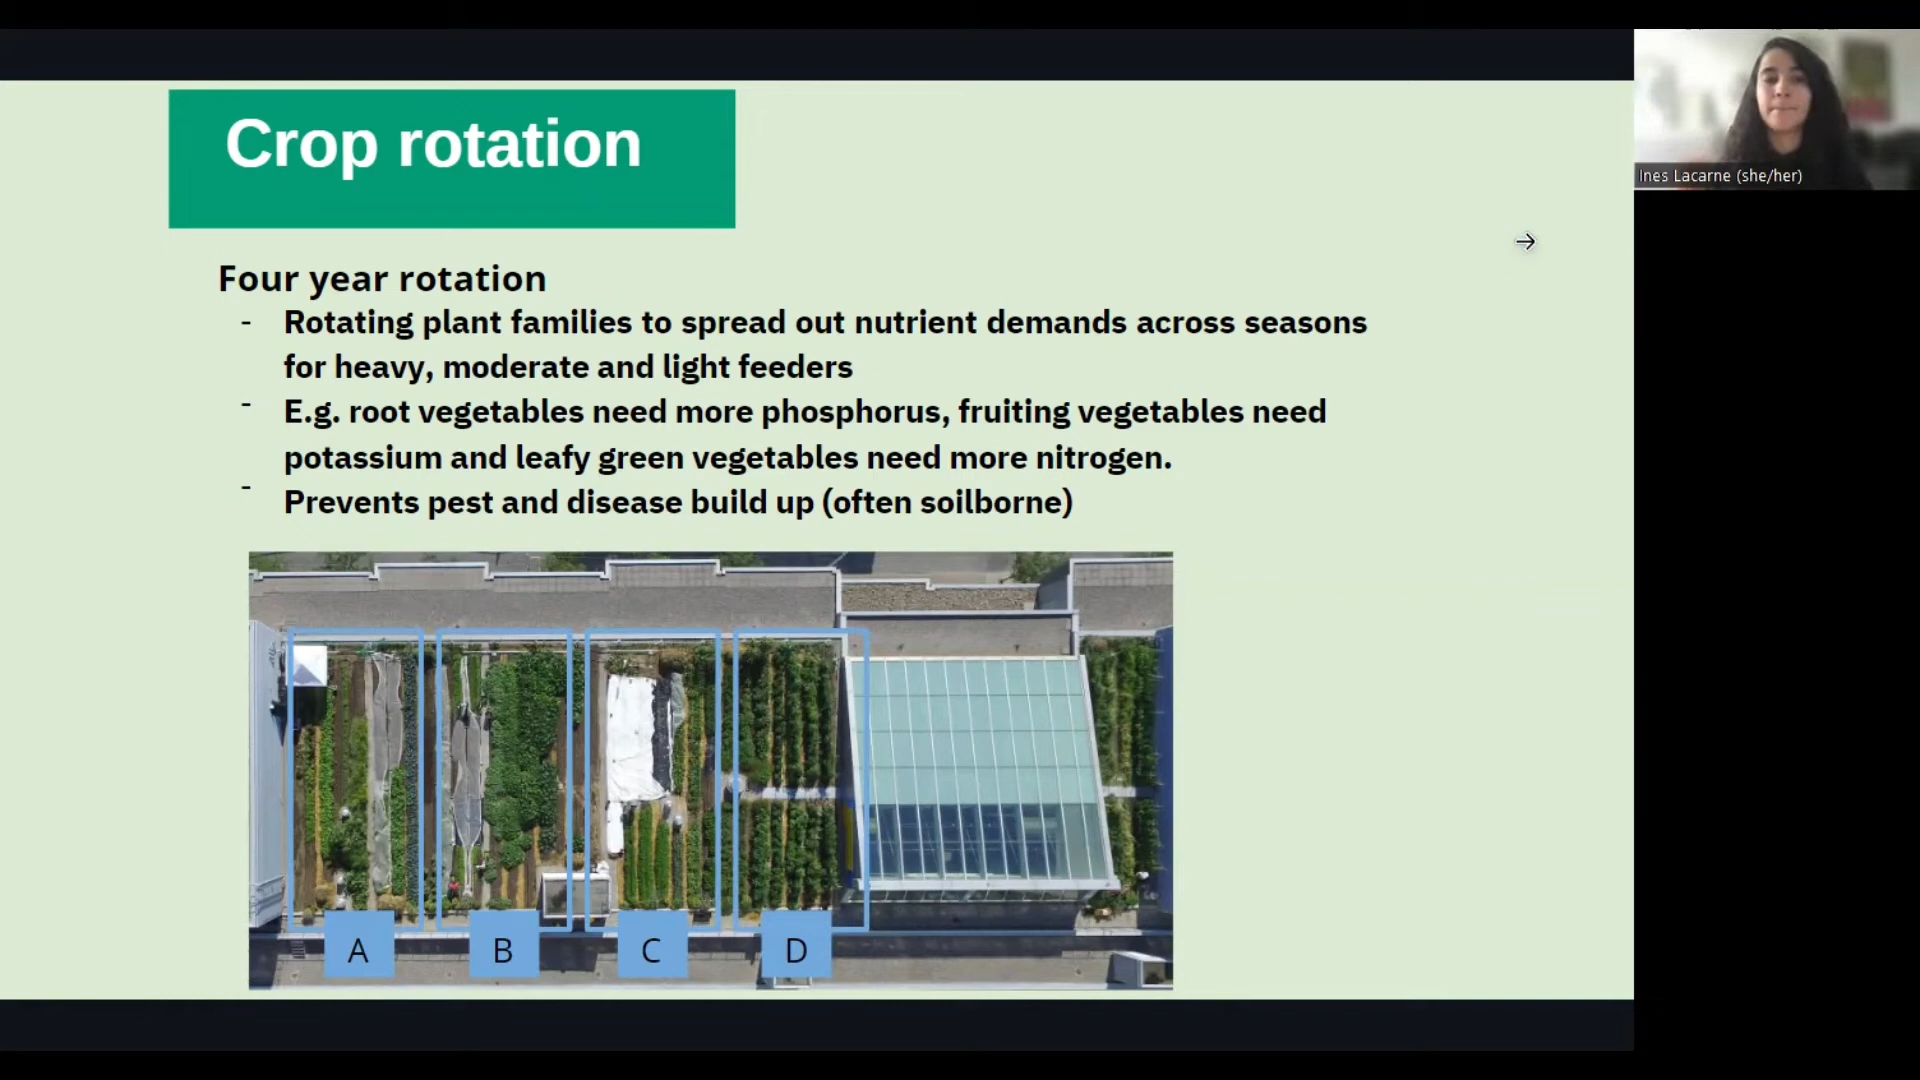 Crop rotation
Ines Lacarne (she/her)
Four year rotation
- Rotating plant families to spread out nutrient demands across seasons
for heavy, moderate and light feeders
- E.g. root vegetables need more phosphorus, fruiting vegetables need
potassium and leafy green vegetables need more nitrogen.
- Prevents pest and disease build up (often soilborne)
A B C D